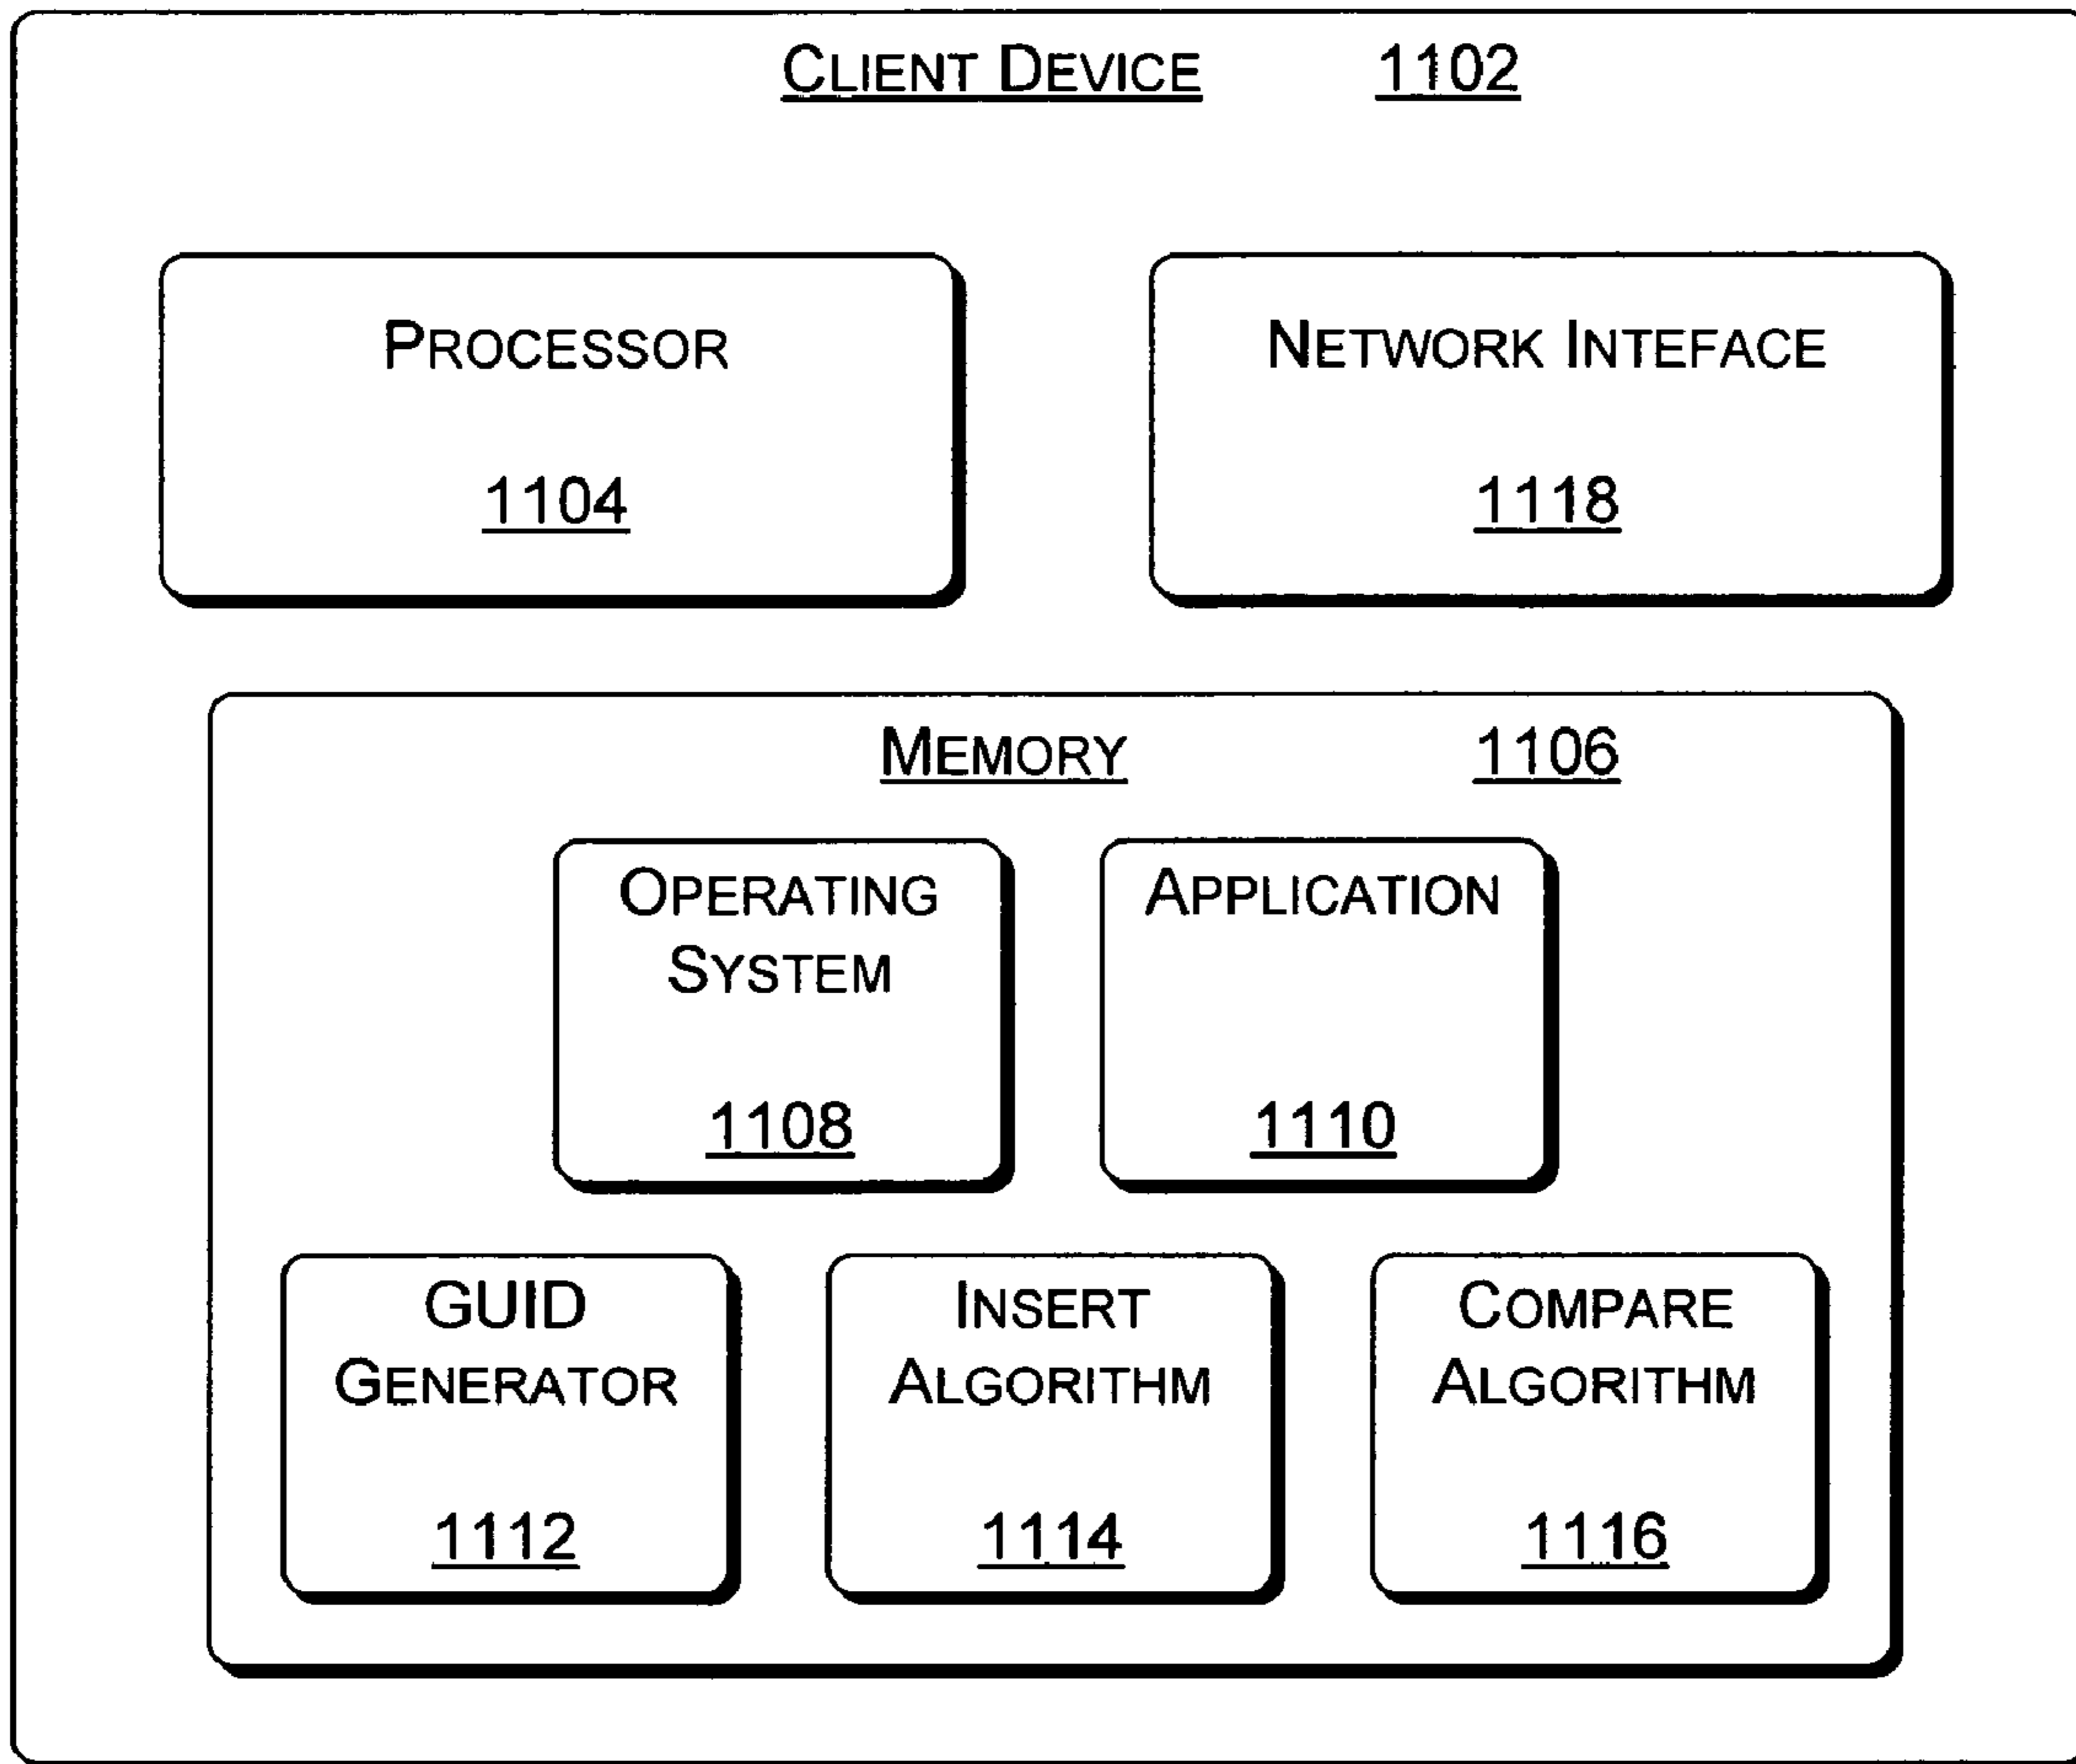 CLIENT DEVICE 1102
PROCESSOR
1104
NETWORK INTEFACE
1118
MEMORY 1106
OPERATING
SYSTEM
1108
APPLICATION
1110
GUID
GENERATOR
1112
INSERT
ALGORITHM
1114
COMPARE
ALGORITHM
1116